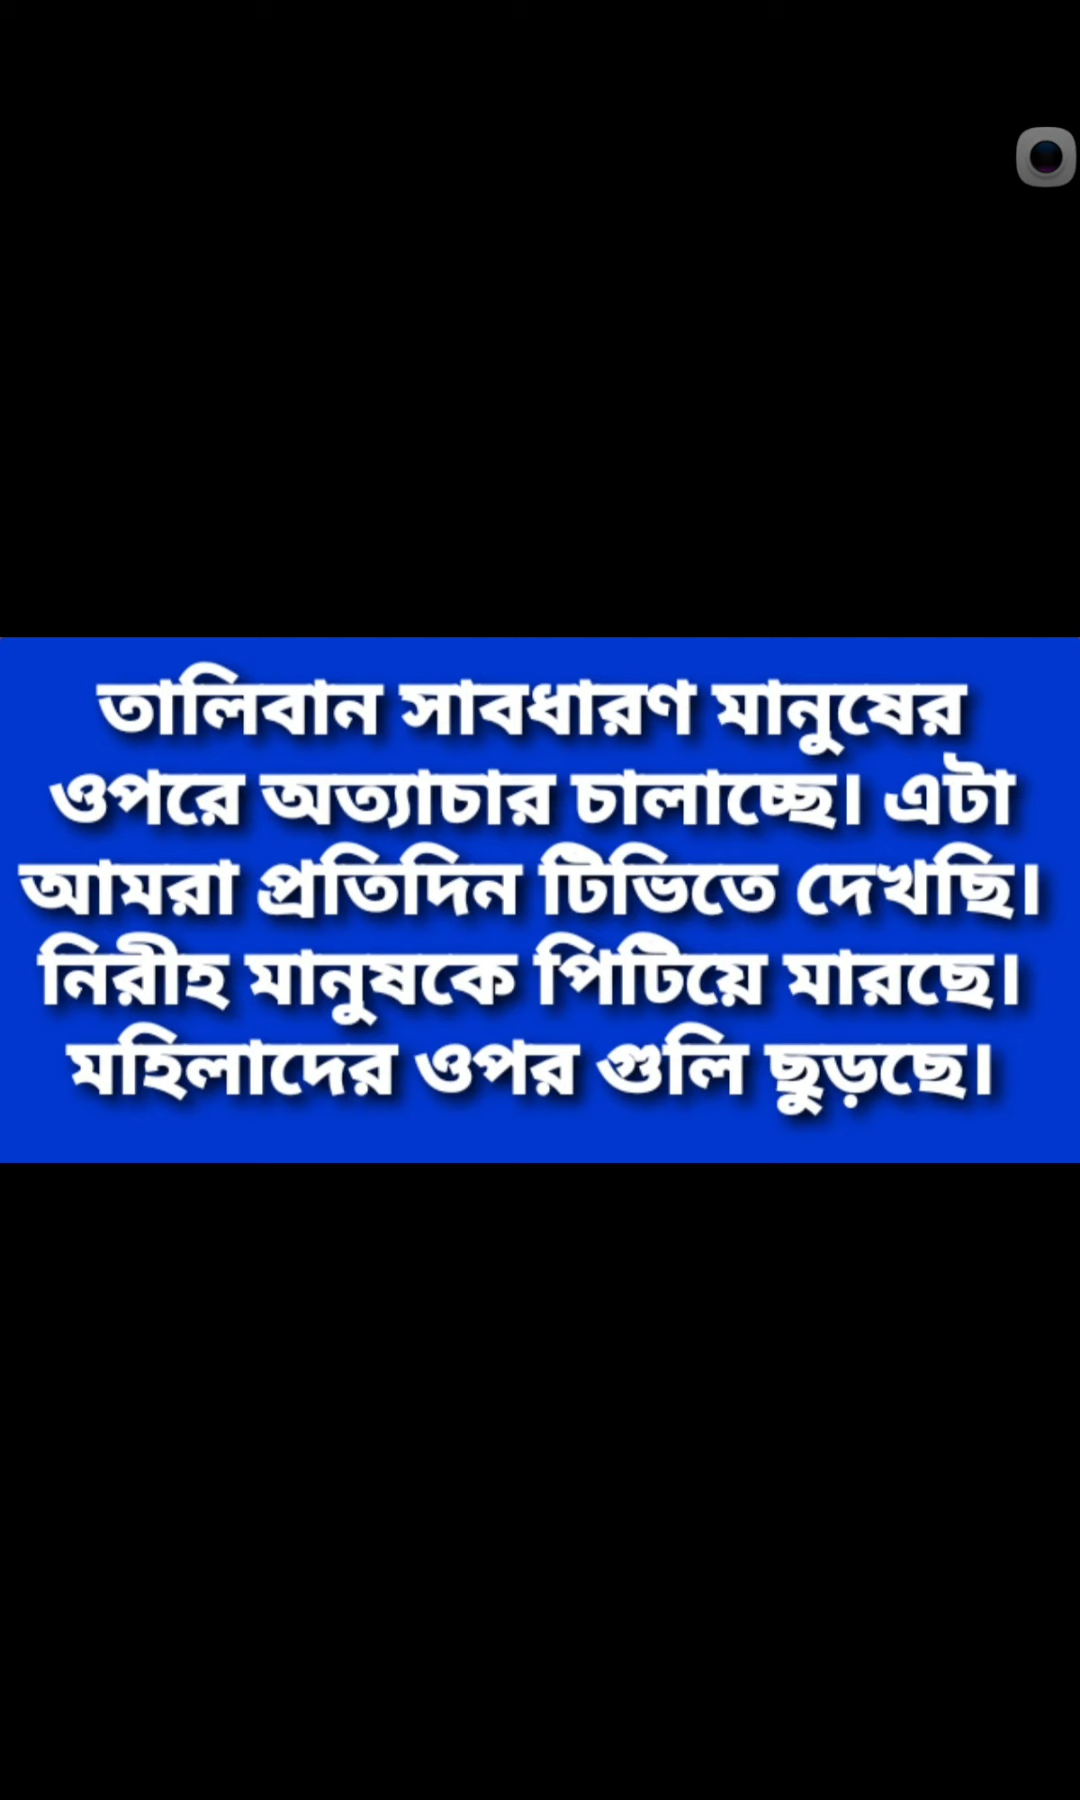 তালিবান সাবধারণ মানুষের
ওপরে অত্যাচার চালাচ্ছে। এটা
আমরা প্রতিদিন টিভিতে দেখছি।
নিরীহ মানুষকে পিটিয়ে মারছে।
মহিলাদের ওপর গুলি ছুড়ছে।